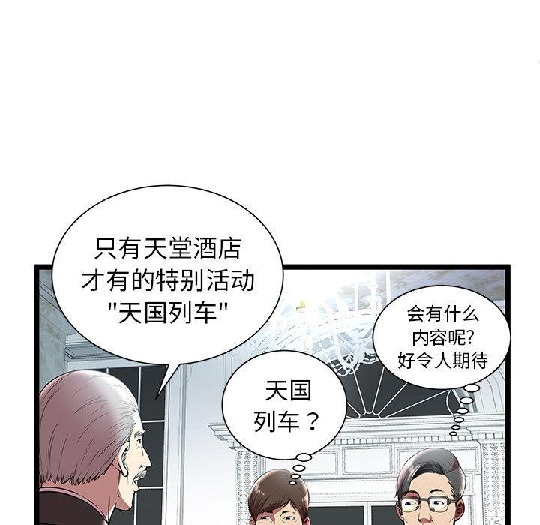 只有天堂酒店
才有的特别活动
"天国列车"
天国
列车？
会有什么
内容呢?
好令人期待